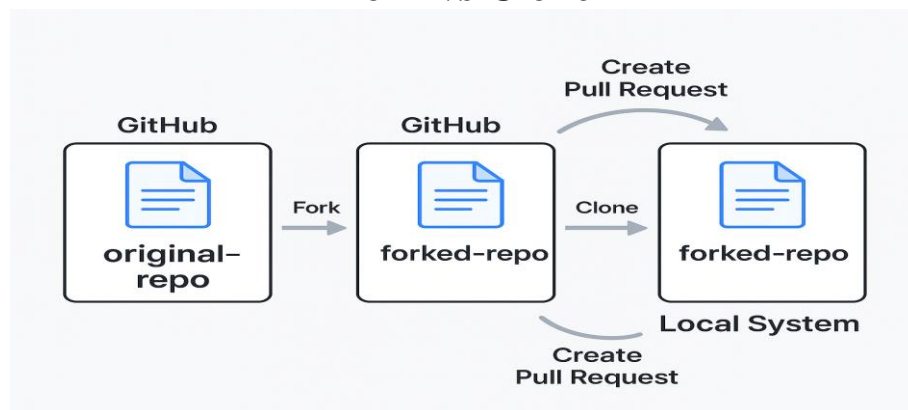 Create
Pull Request
GitHub
GitHub
Fork
Clone
original-
repo
forked-repo
forked-repo
Local System
Create
Pull Request